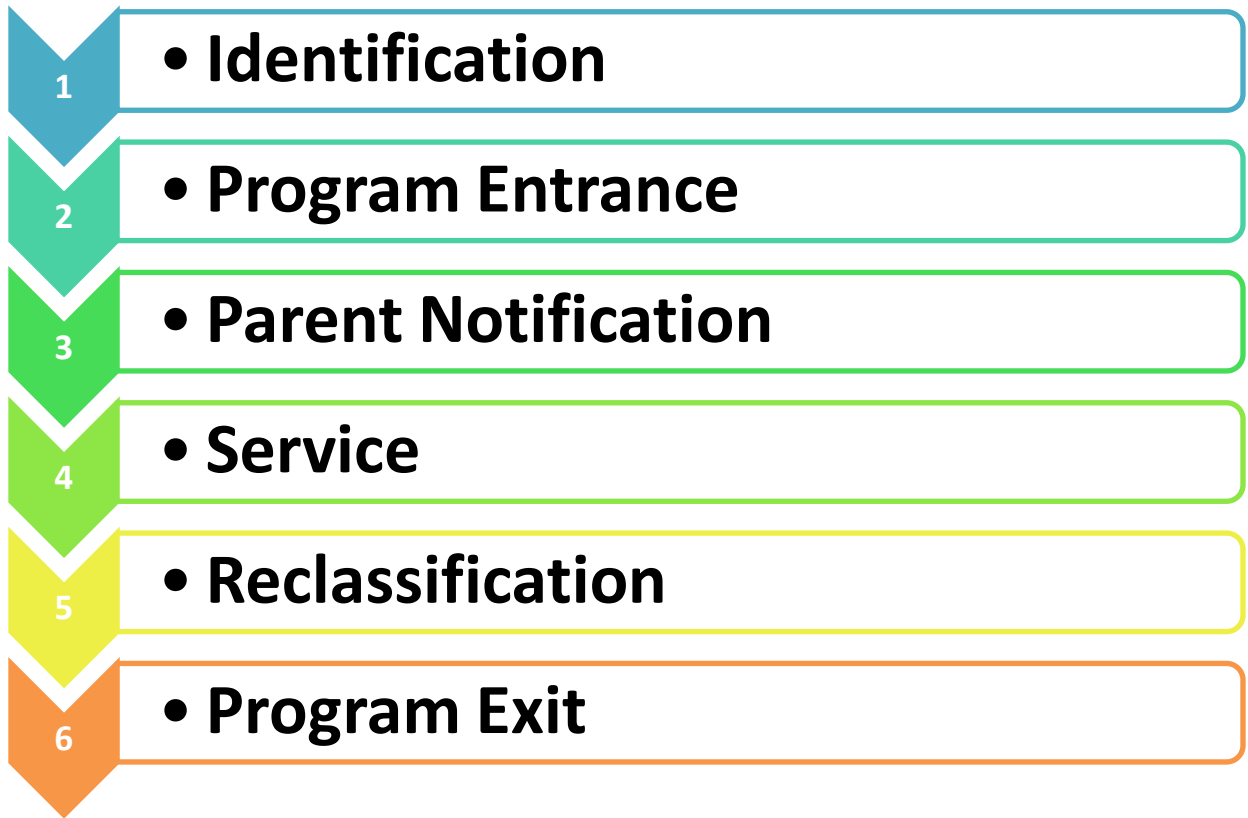 1
• Identification
2
• Program Entrance
3
• Parent Notification
4
• Service
5
• Reclassification
6
• Program Exit